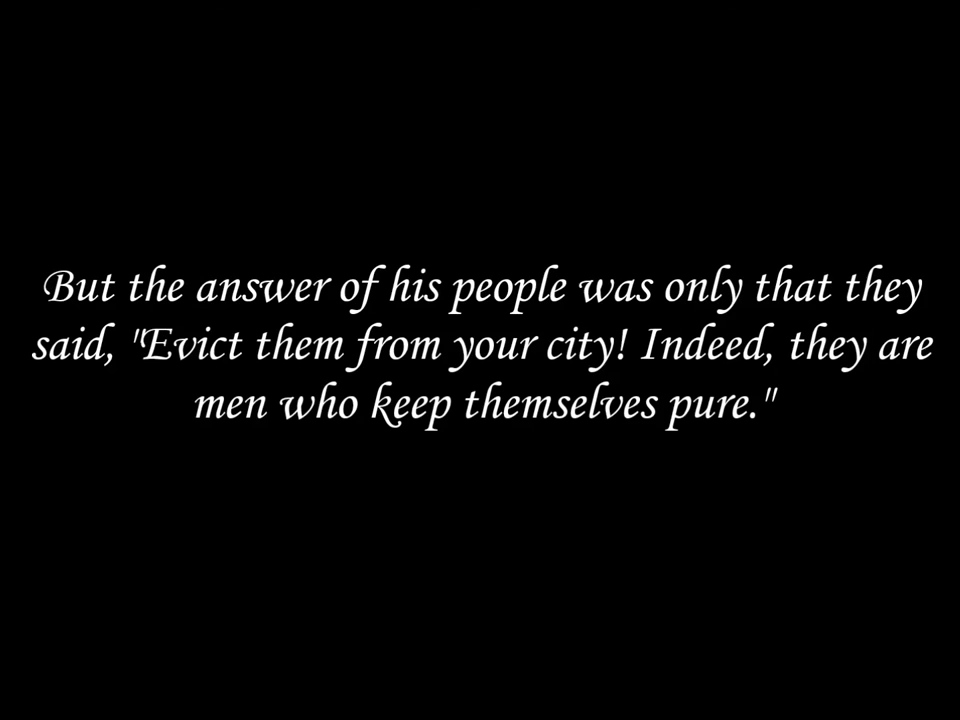 But the answer of his people was only that they
said, "Evict them from your city! Indeed, they are
men who keep themselves pure."